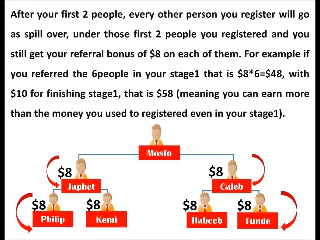 After your first 2 people, every other person you register will go
as spill over, under those first 2 people you registered and you
still get your referral bonus of $8 on each of them. For example if
you referred the 6people in your stage1 that is $8*6=$48, with
$10 for finishing stage1, that is $58 (meaning you can earn more
than the money you used to registered even in your stage1).
Mosfo
$8 $8
Japhet Caleb
$8 $8 $8 $8
Philip Kemi Habeeb Tunde